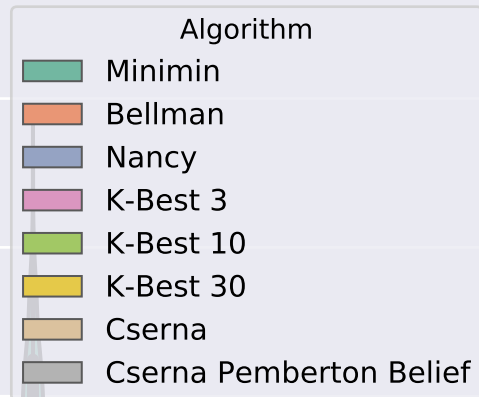 Algorithm
Minimin
Bellman
Nancy
K-Best 3
K-Best 10
K-Best 30
Cserna
Cserna Pemberton Belief